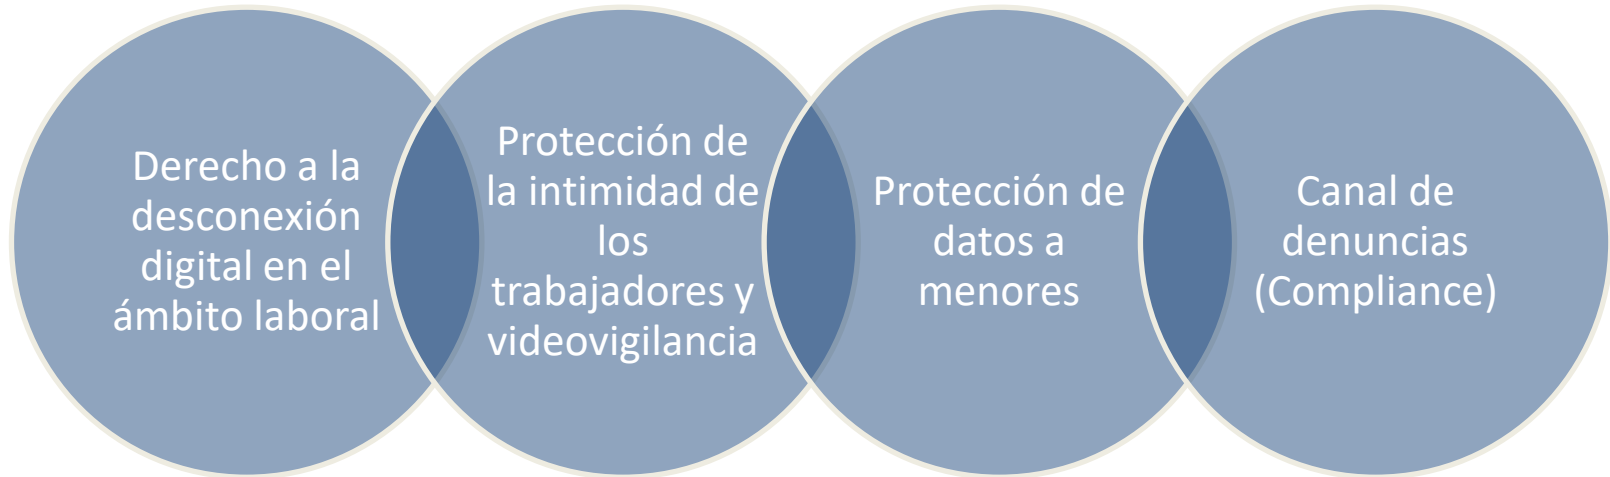 Derecho a la
desconexión
digital en el
ámbito laboral
Protección de
la intimidad de
los
trabajadores y
videovigilancia
Protección de
datos a
menores
Canal de
denuncias
(Compliance)